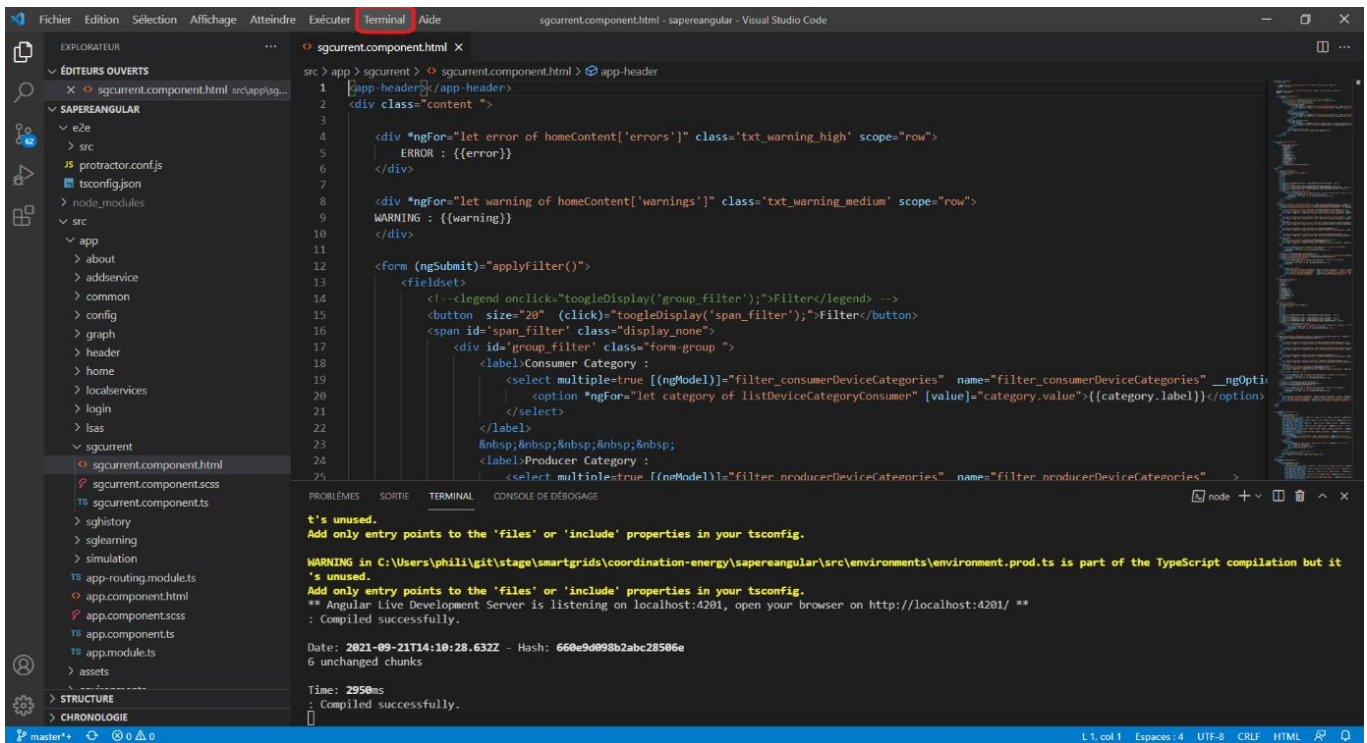 Fichier Edition Sélection Affichage Atteindre Exécuter Terminal Aide
sgcurrent.component.html - sapereangular - Visual Studio Code
EXPLORATEUR
ÉDITEURS OUVERTS
sgcurrent.component.html src\app\sg...
SAPEREANGULAR
e2e
src
JS protractor.conf.js
tsconfig.json
node_modules
src
app
about
addservice
common
config
graph
header
home
localservices
login
lsas
sgcurrent
sgcurrent.component.html
sgcurrent.component.scss
TS sgcurrent.component.ts
sghistory
sglearning
simulation
TS app-routing.module.ts
app.component.html
app.component.scss
TS app.component.ts
TS app.module.ts
assets
STRUCTURE
CHRONOLOGIE
62
sgcurrent.component.html
src > app > sgcurrent > sgcurrent.component.html > app-header
1 <app-header></app-header>
2 <div class="content ">
3
4 <div *ngFor="let error of homeContent['errors']" class='txt_warning_high' scope="row">
5 ERROR : {{error}}
6 </div>
7
8 <div *ngFor="let warning of homeContent['warnings']" class='txt_warning_medium' scope="row">
9 WARNING : {{warning}}
10 </div>
11
12 <form (ngSubmit)="applyFilter()">
13 <fieldset>
14 <!--<legend onclick="toogleDisplay('group_filter');">Filter</legend> -->
15 <button size="20" (click)="toogleDisplay('span_filter');">Filter</button>
16 <span id='span_filter' class="display_none">
17 <div id='group_filter' class="form-group ">
18 <label>Consumer Category :
19 <select multiple=true [(ngModel)]="filter_consumerDeviceCategories" name="filter_consumerDeviceCategories" __ngOpti
20 <option *ngFor="let category of listDeviceCategoryConsumer" [value]="category.value">{{category.label}}</option>
21 </select>
22 </label>
23 &nbsp;&nbsp;&nbsp;&nbsp;&nbsp;
24 <label>Producer Category :
25 <select multiple=true [(ngModel)]="filter_producerDeviceCategories" name="filter_producerDeviceCategories" >
PROBLÈMES SORTIE TERMINAL CONSOLE DE DÉBOGAGE
node
t's unused.
Add only entry points to the 'files' or 'include' properties in your tsconfig.
WARNING in C:\Users\phili\git\stage\smartgrids\coordination-energy\sapereangular\src\environments\environment.prod.ts is part of the TypeScript compilation but it
's unused.
Add only entry points to the 'files' or 'include' properties in your tsconfig.
** Angular Live Development Server is listening on localhost:4201, open your browser on http://localhost:4201/ **
: Compiled successfully.
Date: 2021-09-21T14:10:28.632Z - Hash: 660e9d098b2abc28506e
6 unchanged chunks
Time: 2950ms
: Compiled successfully.
master*+ 0 0 L 1, col 1 Espaces : 4 UTF-8 CRLF HTML